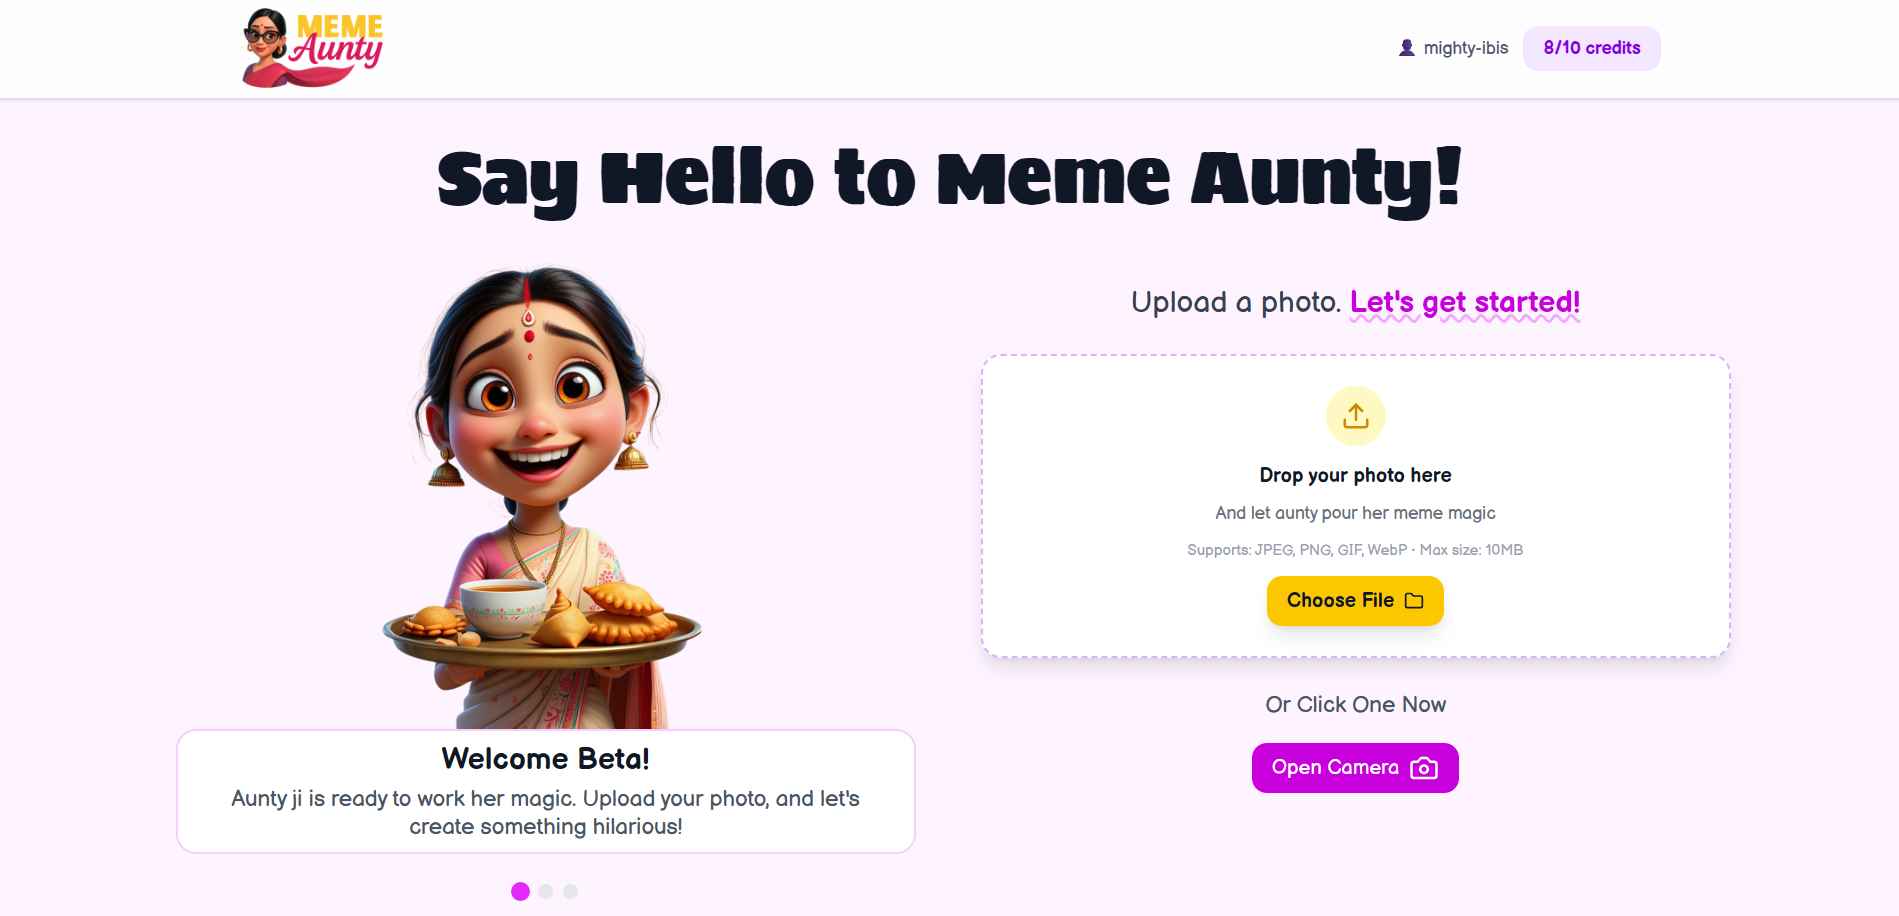 MEME
Aunty
mighty-ibis
8/10 credits
Say Hello to Meme Aunty!
Upload a photo. Let's get started!
Drop your photo here
And let aunty pour her meme magic
Supports: JPEG, PNG, GIF, WebP • Max size: 10MB
Choose File
Or Click One Now
Open Camera
Welcome Beta!
Aunty ji is ready to work her magic. Upload your photo, and let's
create something hilarious!